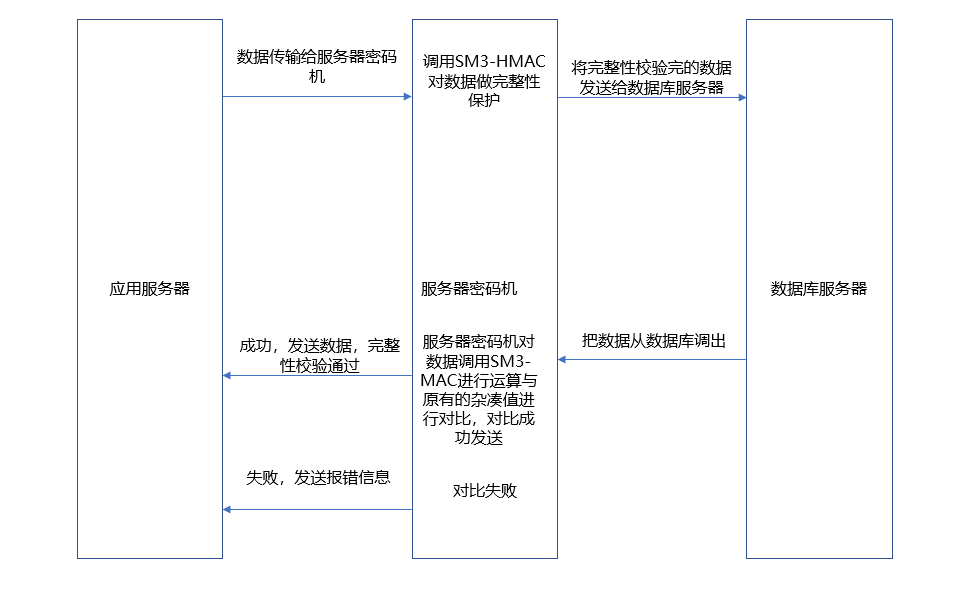 数据传输给服务器密码
机
调用SM3-HMAC
对数据做完整性
保护
将完整性校验完的数据
发送给数据库服务器
应用服务器
服务器密码机
数据库服务器
成功，发送数据，完整
性校验通过
服务器密码机对
数据调用SM3-
MAC进行运算与
原有的杂凑值进
行对比，对比成
功发送
把数据从数据库调出
失败，发送报错信息
对比失败